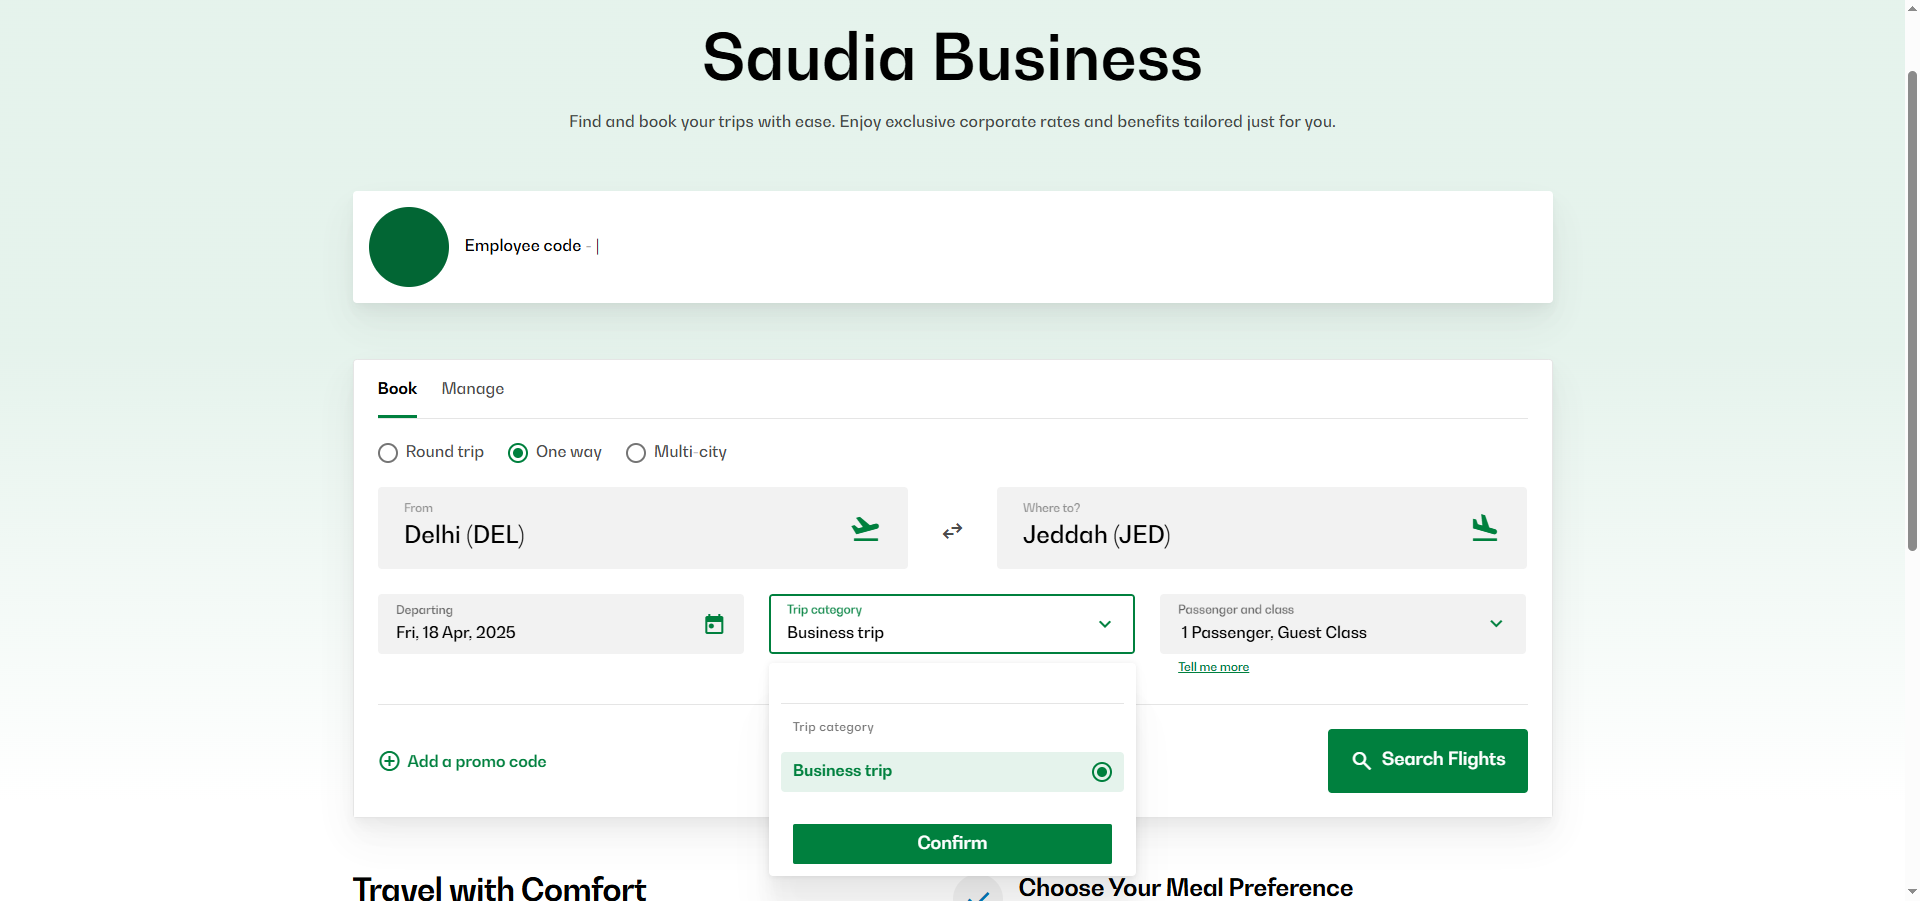 Saudia Business
Find and book your trips with ease. Enjoy exclusive corporate rates and benefits tailored just for you.
Employee code - |
Book Manage
Round trip One way Multi-city
From
Delhi (DEL)
Where to?
Jeddah (JED)
Departing
Fri, 18 Apr, 2025
Trip category
Business trip
Passenger and class
1 Passenger, Guest Class
Tell me more
Trip category
Business trip
Confirm
Add a promo code
Search Flights
Travel with Comfort
Choose Your Meal Preference